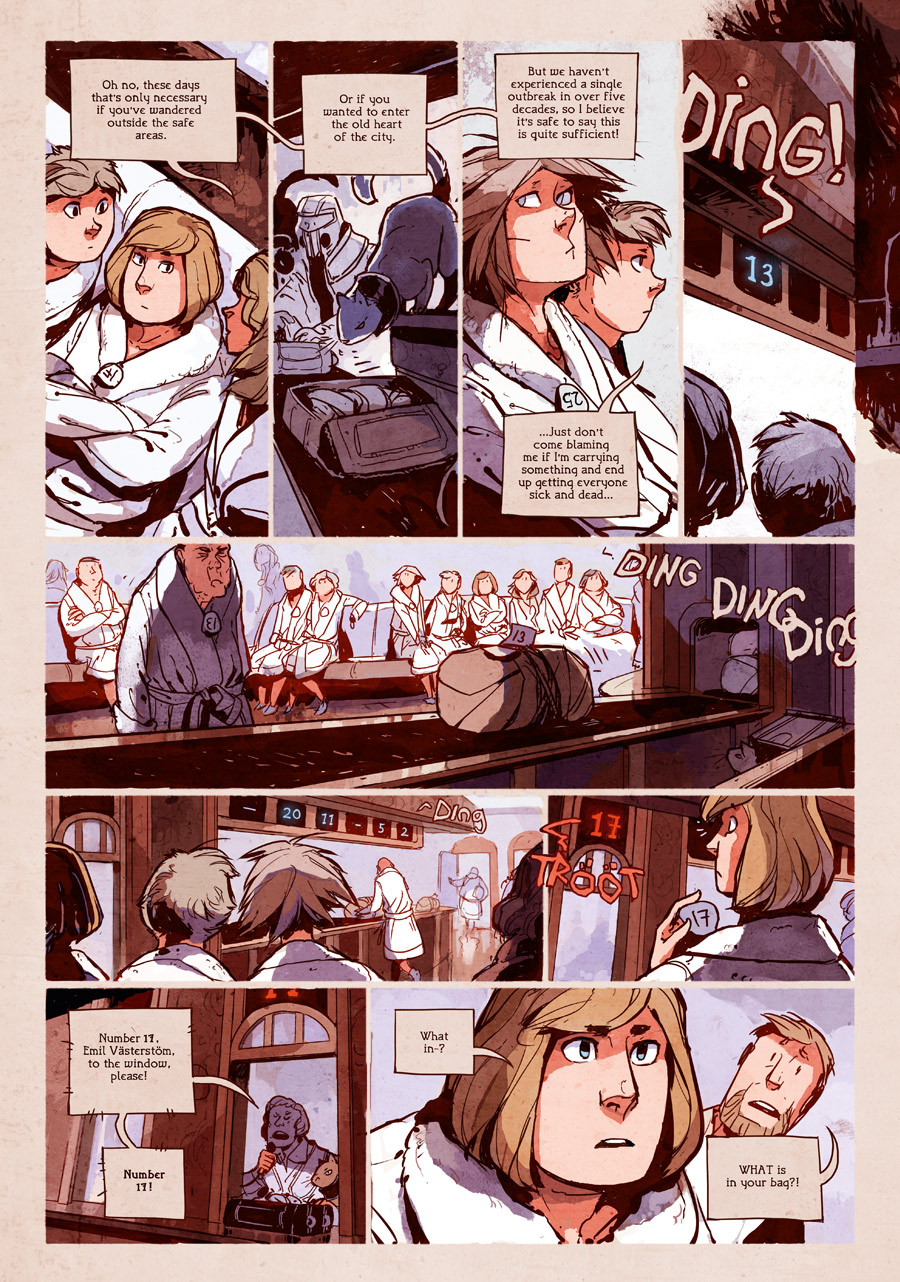 Oh no, these days
that's only necessary
if you've wandered
outside the safe
areas.
17
Or if you
wanted to enter
the old heart
of the city.
But we haven't
experienced a single
outbreak in over five
decades, so I believe
it's safe to say this
is quite sufficient!
25
...Just don't
come blaming
me if I'm carrying
something and end
up getting everyone
sick and dead...
Ding!
13
13
13
DING
DING
Ding
- 20 11 - 5 2
Ding
17
TRÖÖT
17
17
Number 17,
Emil Västerstöm,
to the window,
please!
Number
17!
What
in-?
WHAT is
in your bag?!